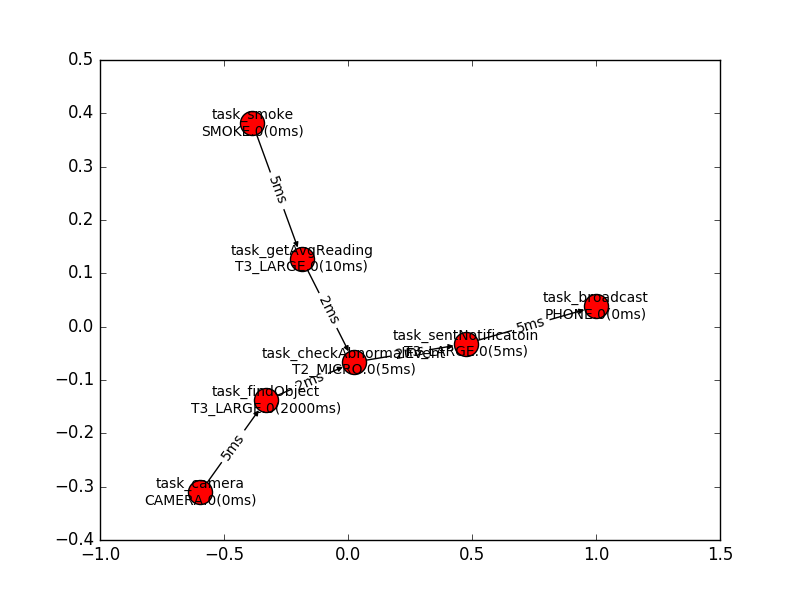 0.5
0.4
0.3
0.2
0.1
0.0
−0.1
−0.2
−0.3
−0.4
−1.0
−0.5
0.0
0.5
1.0
1.5
task_smoke
SMOKE.0(0ms)
5ms
task_getAvgReading
T3_LARGE.0(10ms)
2ms
task_broadcast
PHONE.0(0ms)
5ms
task_sentNotificatoin
T3_LARGE.0(5ms)
2ms
task_checkAbnormalEvent
T2_MICRO.0(5ms)
2ms
task_findObject
T3_LARGE.0(2000ms)
5ms
task_camera
CAMERA.0(0ms)